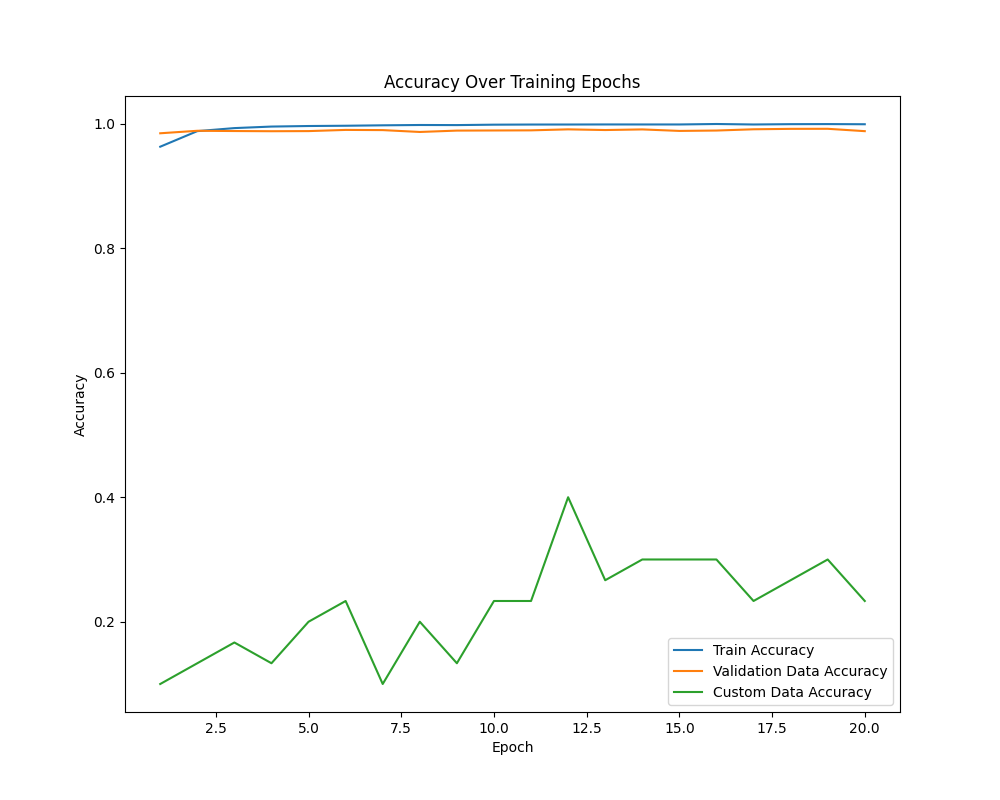 Accuracy Over Training Epochs
1.0
0.8
0.6
0.4
0.2
Accuracy
2.5 5.0 7.5 10.0 12.5 15.0 17.5 20.0
Epoch
Train Accuracy
Validation Data Accuracy
Custom Data Accuracy